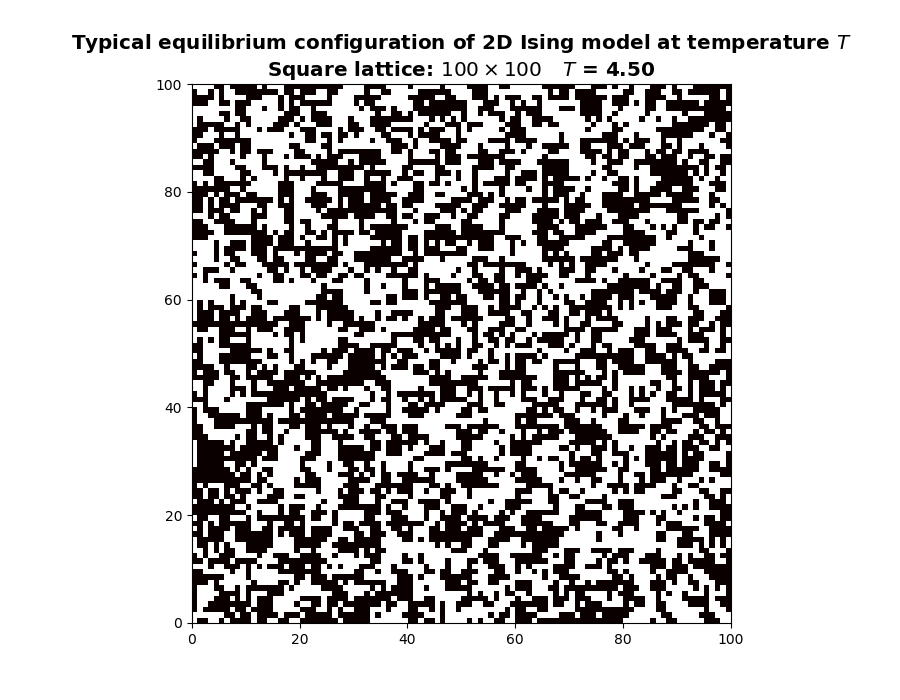 Typical equilibrium configuration of 2D Ising model at temperature T
Square lattice: 100 × 100 T = 4.50
100
80
60
40
20
0
0 20 40 60 80 100